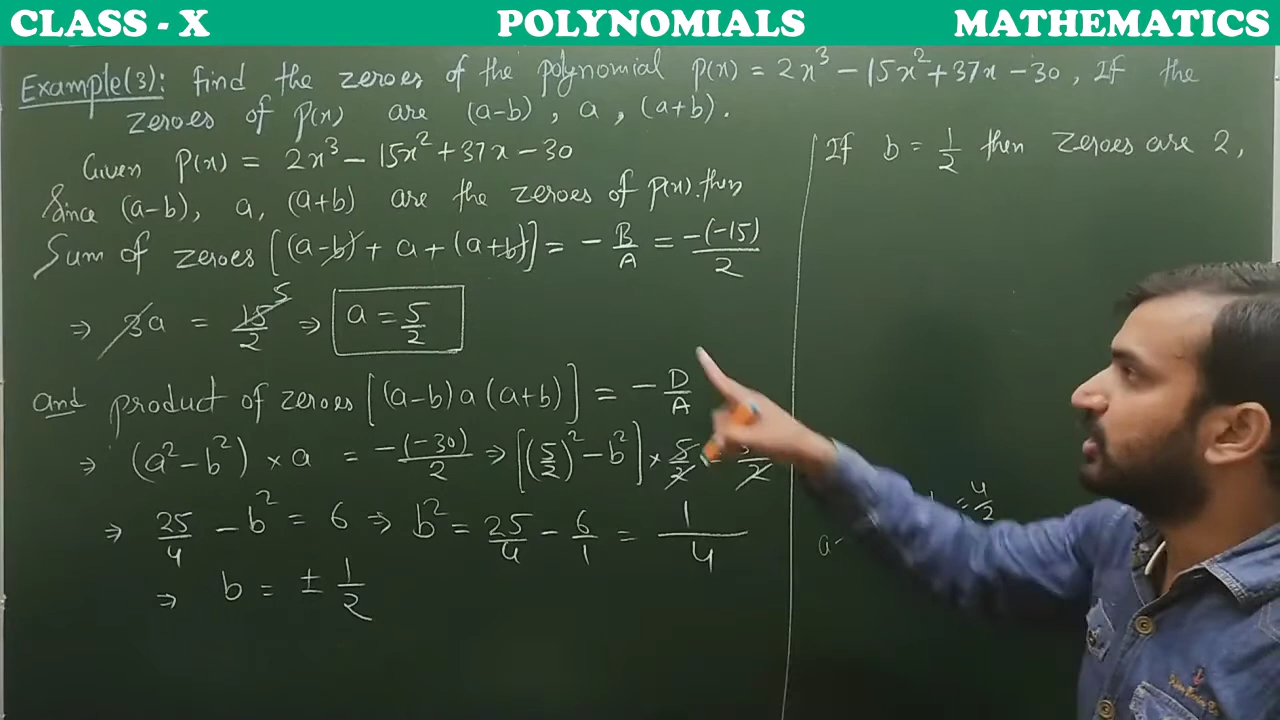 CLASS - X POLYNOMIALS MATHEMATICS
Example(3): Find the zeroes of the polynomial p(x) = 2x³ - 15x² + 37x - 30, If the
zeroes of p(x) are (a-b), a, (a+b).
Given P(x) = 2x³ - 15x² + 37x - 30
Since (a-b), a, (a+b) are the zeroes of p(x). then
Sum of zeroes [(a-b) + a + (a+b)] = - B/A = -(-15)/2
⇒ 3a = 15/2 5 ⇒ a = 5/2
And product of zeroes [(a-b) a (a+b)] = - D/A
⇒ (a² - b²) × a = -(-30)/2 ⇒ [(5/2)² - b²] × 5/2
⇒ 25/4 - b² = 6 ⇒ b² = 25/4 - 6/1 = 1/4
⇒ b = ± 1/2
If b = 1/2 then zeroes are 2,
= 4/2
a-